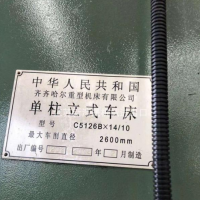 中华人民共和国
齐齐哈尔重型机床有限公司
单柱立式车床
型号 C5126B×14/10
最大车削直径 2600mm
出厂编号 年 月制造